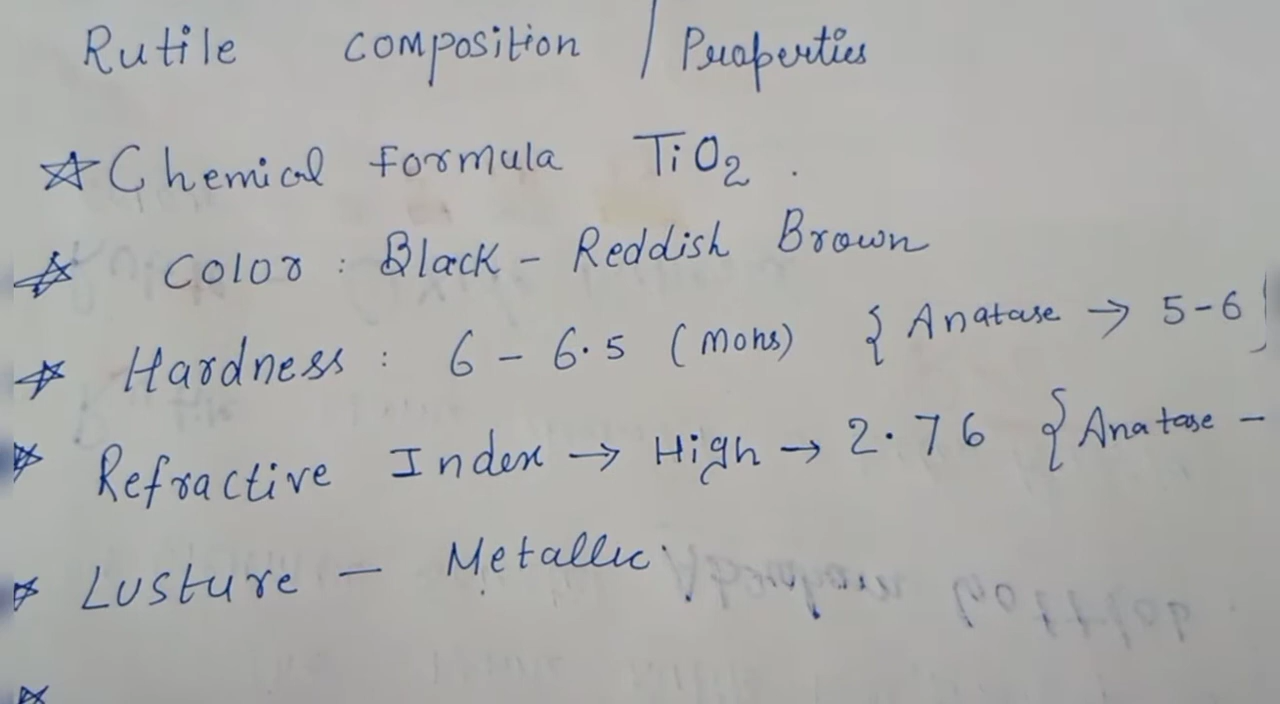 Rutile composition / Properties
☆ Chemical Formula TiO₂ .
☆ Color : Black - Reddish Brown
☆ Hardness : 6 - 6.5 (mohs) { Anatase → 5-6 }
☆ Refractive Index → High → 2.76 { Anatase -
☆ Lusture - Metallic
☆